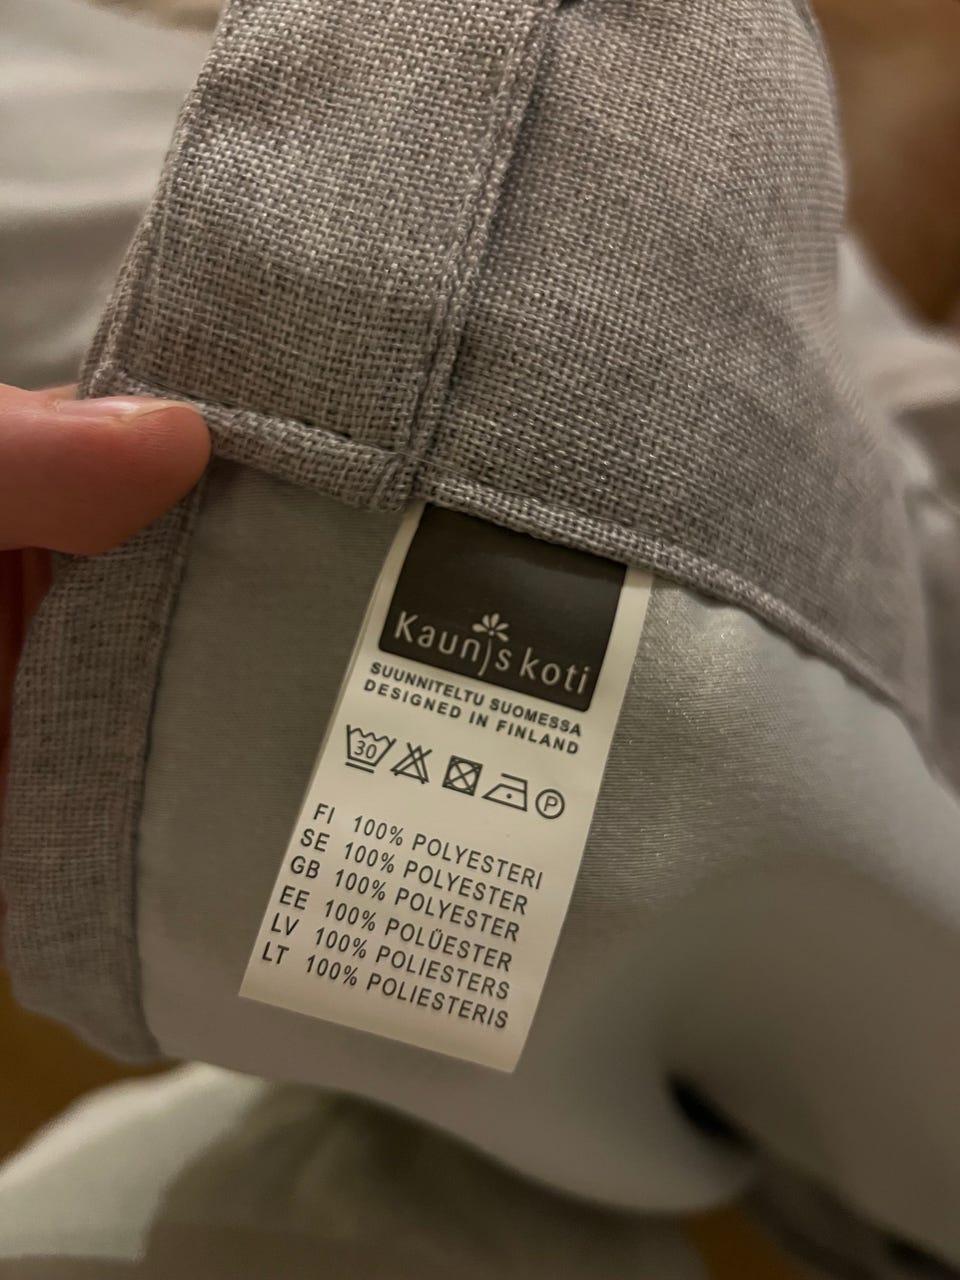 Kaunis koti
SUUNNITELTU SUOMESSA
DESIGNED IN FINLAND
30 P
FI 100% POLYESTERI
SE 100% POLYESTER
GB 100% POLYESTER
EE 100% POLÜESTER
LV 100% POLIESTERS
LT 100% POLIESTERIS